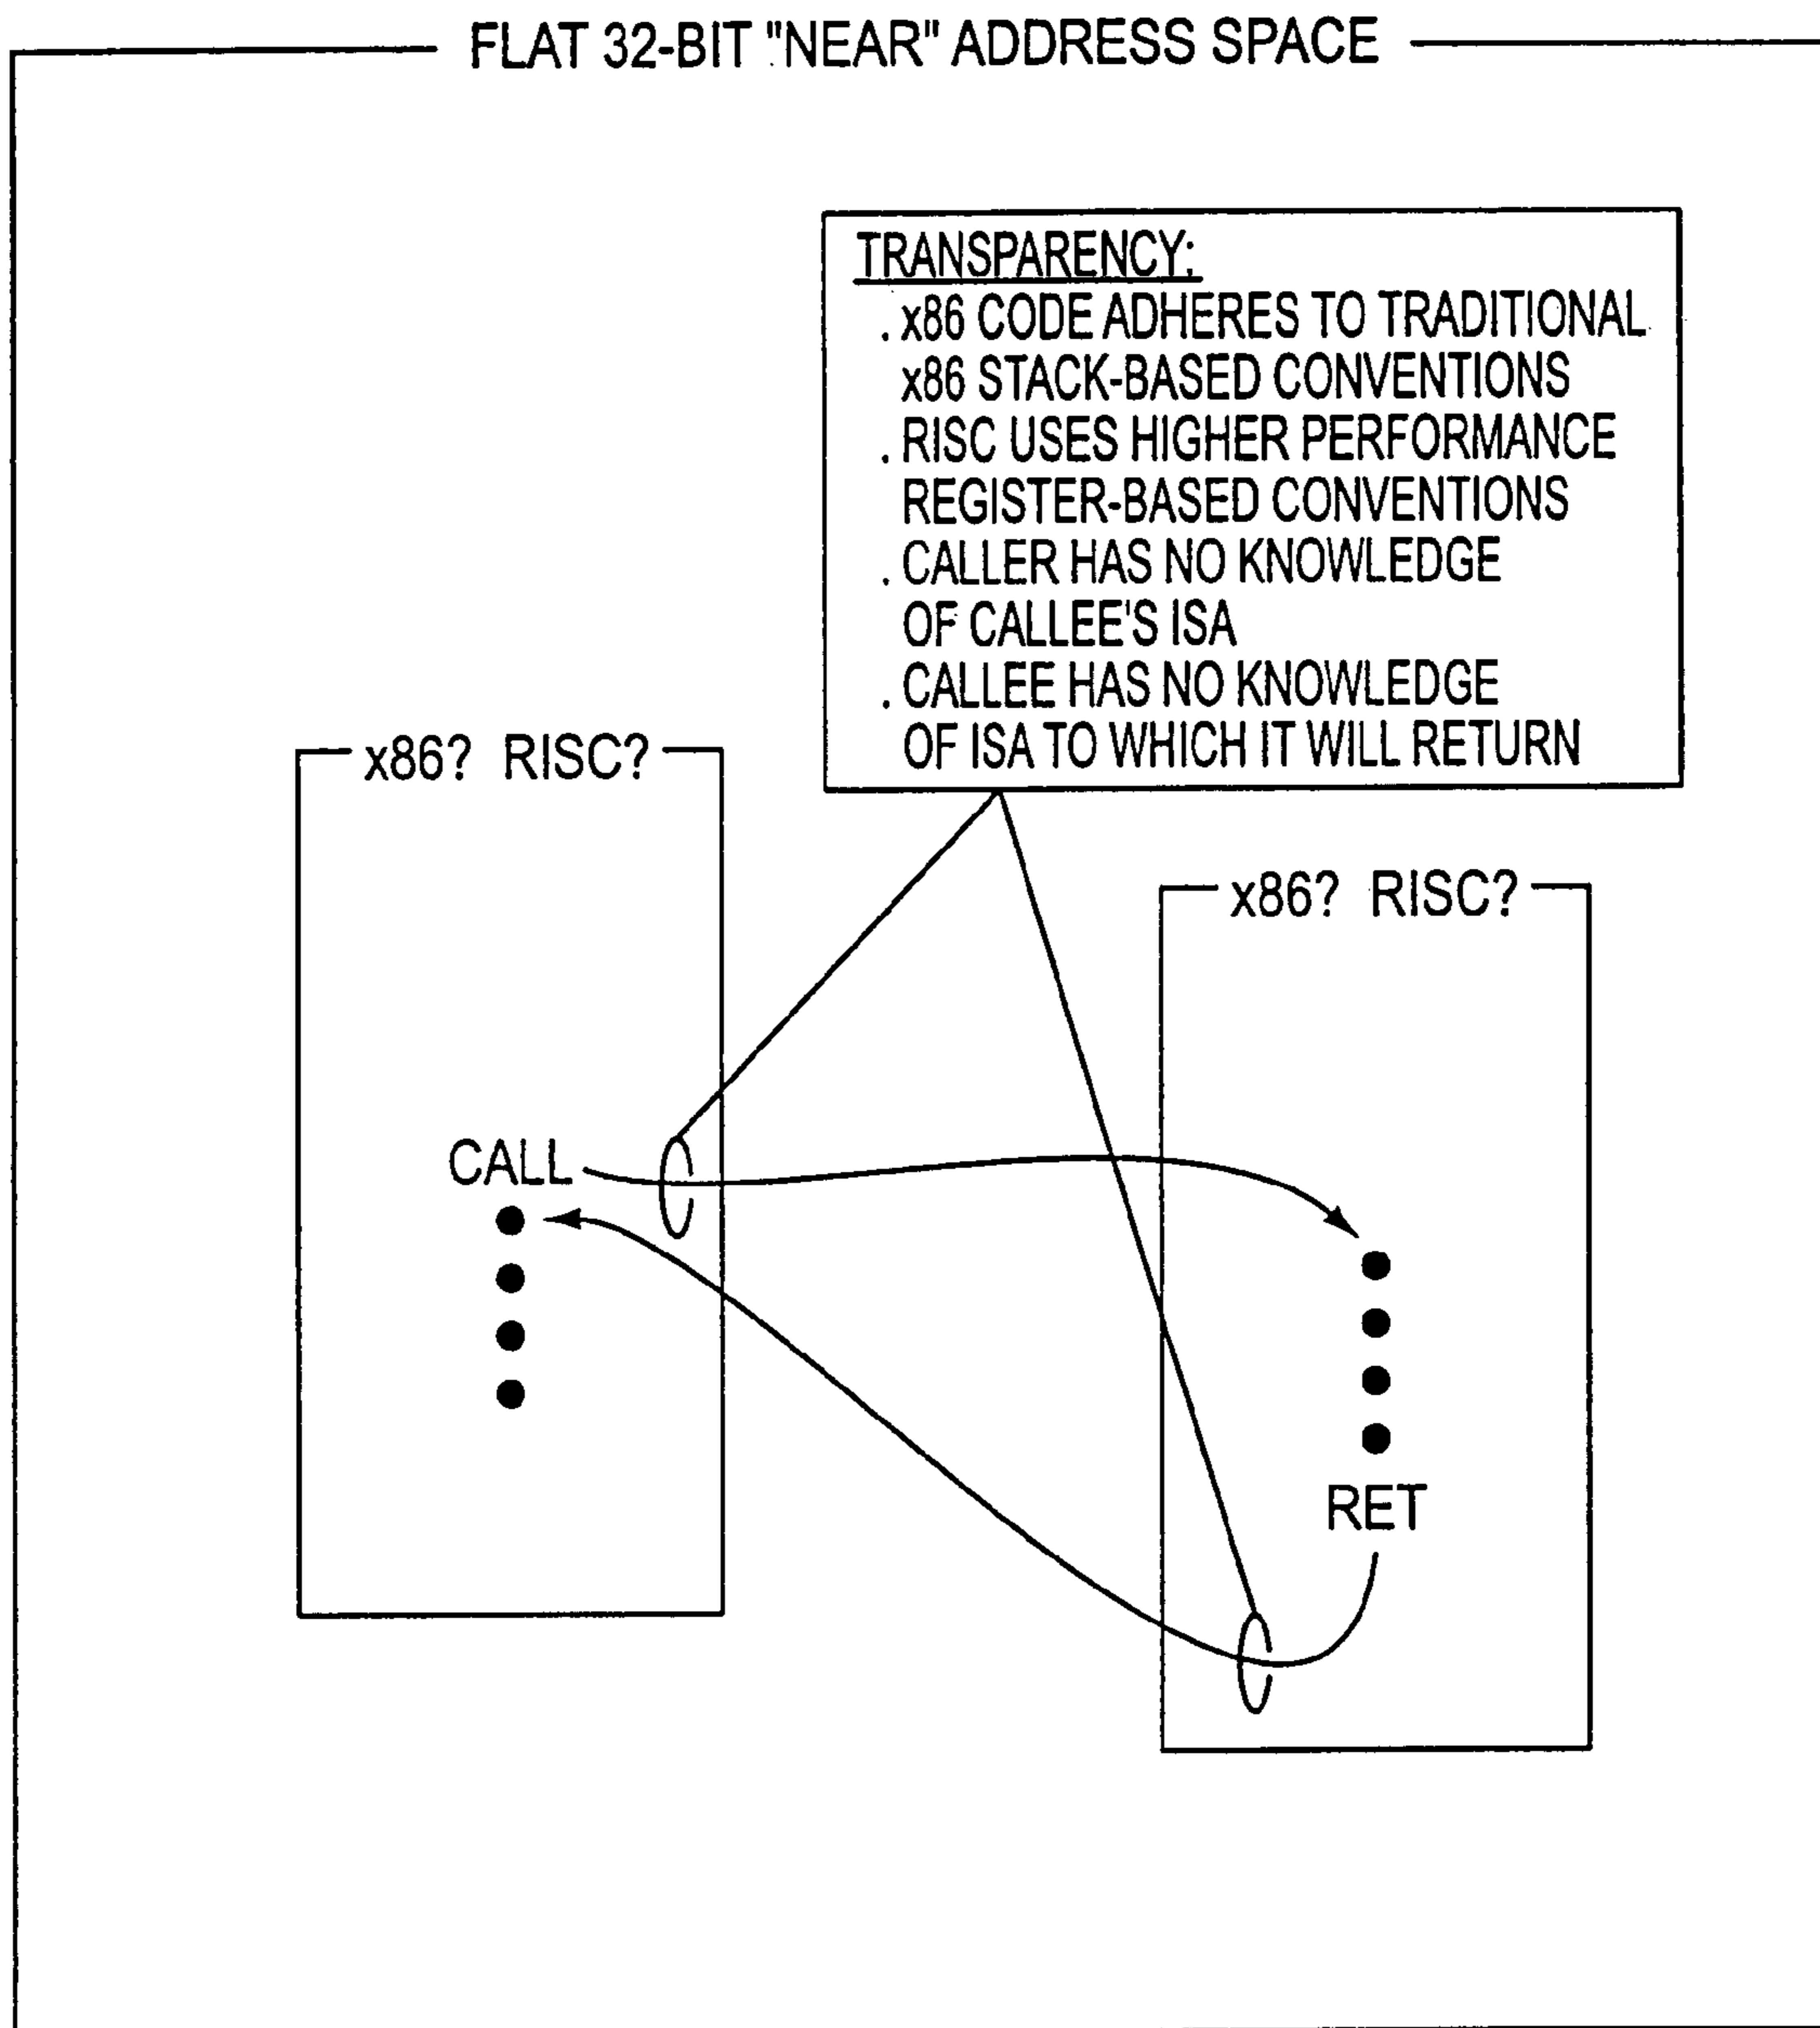 FLAT 32-BIT "NEAR" ADDRESS SPACE
TRANSPARENCY:
. x86 CODE ADHERES TO TRADITIONAL
x86 STACK-BASED CONVENTIONS
. RISC USES HIGHER PERFORMANCE
REGISTER-BASED CONVENTIONS
. CALLER HAS NO KNOWLEDGE
OF CALLEE'S ISA
. CALLEE HAS NO KNOWLEDGE
OF ISA TO WHICH IT WILL RETURN
x86? RISC?
x86? RISC?
CALL
RET